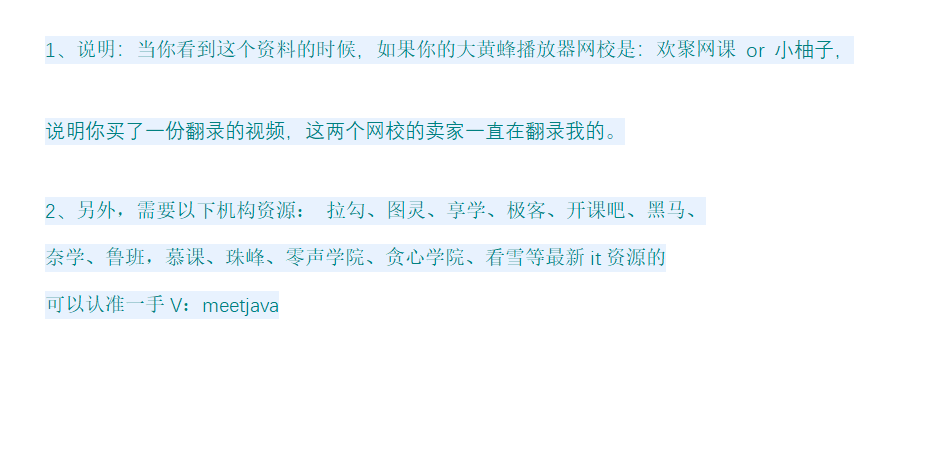 1、说明：当你看到这个资料的时候，如果你的大黄蜂播放器网校是：欢聚网课 or 小柚子，
说明你买了一份翻录的视频，这两个网校的卖家一直在翻录我的。
2、另外，需要以下机构资源： 拉勾、图灵、享学、极客、开课吧、黑马、
奈学、鲁班，慕课、珠峰、零声学院、贪心学院、看雪等最新 it 资源的
可以认准一手 V：meetjava